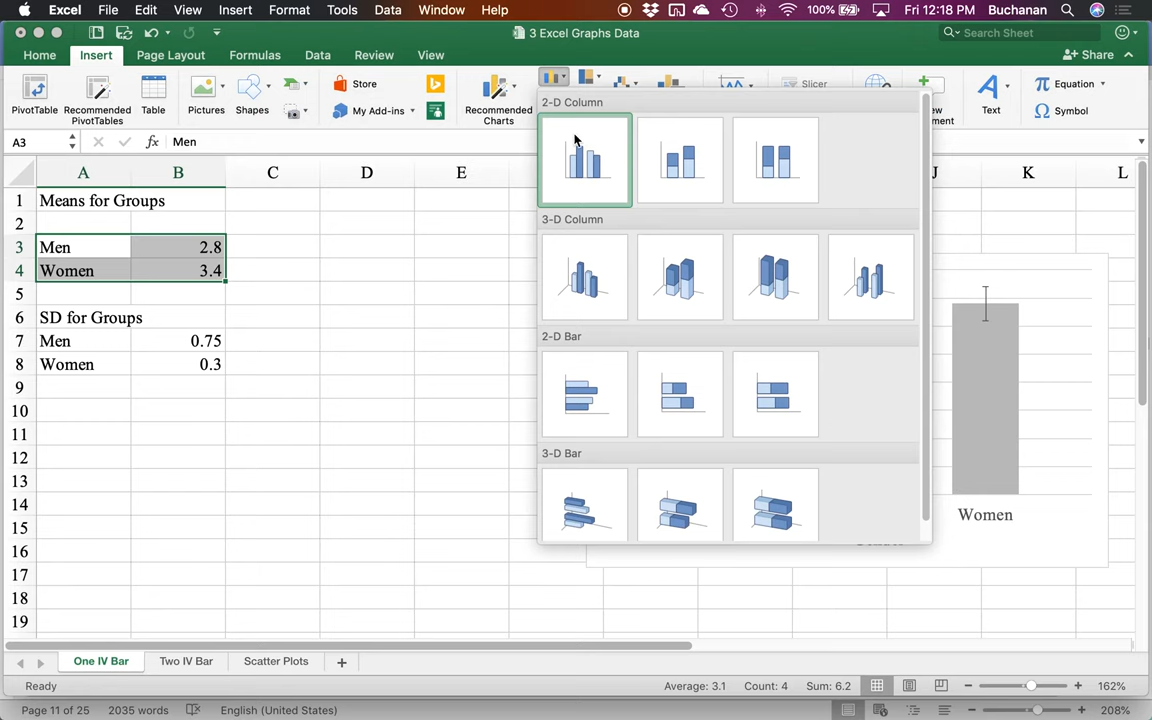 Excel File Edit View Insert Format Tools Data Window Help 100% Fri 12:18 PM Buchanan
3 Excel Graphs Data Search Sheet
Home Insert Page Layout Formulas Data Review View Share
Store Slicer Equation
My Add-ins Symbol
PivotTable Recommended PivotTables Table Pictures Shapes Recommended Charts Text
A3 fx Men
2-D Column
3-D Column
2-D Bar
3-D Bar
A B C D E J K L
1 Means for Groups
2
3 Men 2.8
4 Women 3.4
5
6 SD for Groups
7 Men 0.75
8 Women 0.3
9
10
11
12
13
14
15
16
17
18
19
Women
One IV Bar Two IV Bar Scatter Plots +
Ready Average: 3.1 Count: 4 Sum: 6.2 162%
Page 11 of 25 2035 words English (United States) 208%